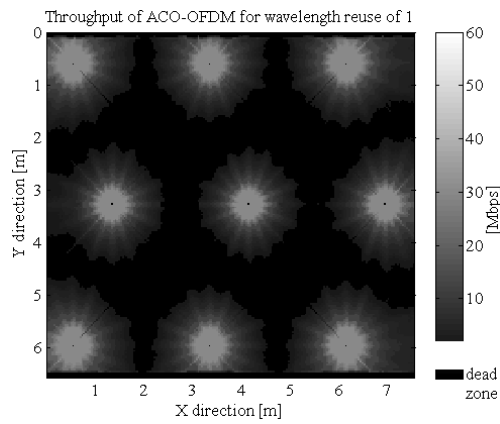 Throughput of ACO-OFDM for wavelength reuse of 1
0
1
2
3
4
5
6
Y direction [m]
1 2 3 4 5 6 7
X direction [m]
60
50
40
30
20
10
[Mbps]
dead
zone